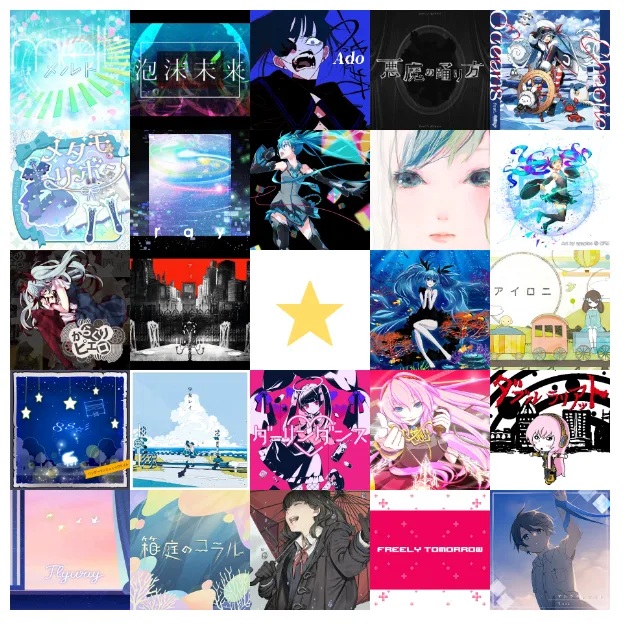 メルト
泡沫未来
Ado
悪魔の踊り方
Oceans
Emotion
メタモ
リボン
ray
からくり
ピエロ
アイロニ
ダーリンダンス
ダブルラリアット
Flyway
箱庭のコラル
FREELY TOMORROW